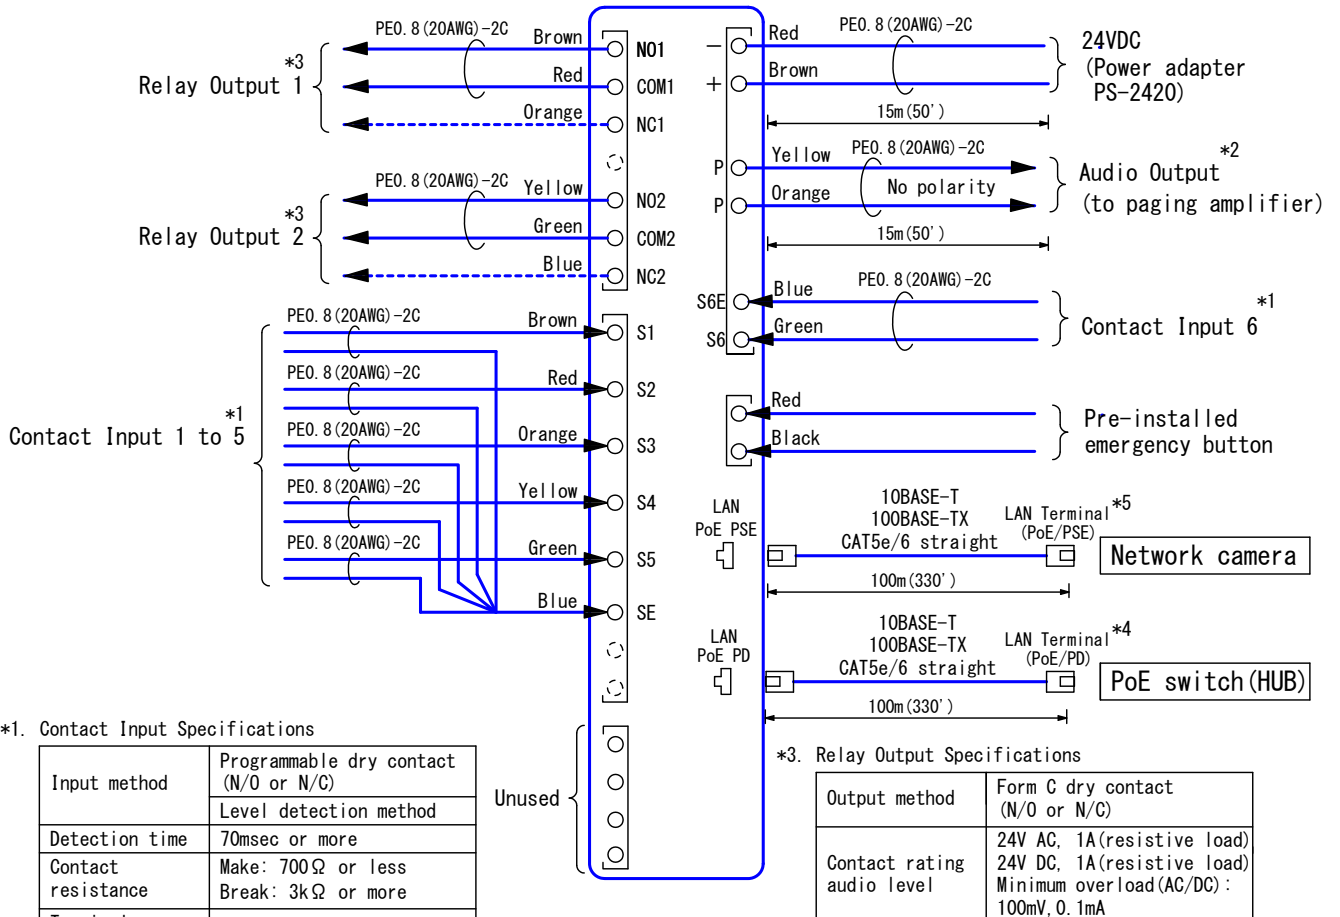 PE0.8(20AWG)-2C
Brown
NO1
*3
Relay Output 1
Red
COM1
Orange
NC1
PE0.8(20AWG)-2C
Yellow
NO2
*3
Relay Output 2
Green
COM2
Blue
NC2
PE0.8(20AWG)-2C
Brown
S1
PE0.8(20AWG)-2C
Red
S2
*1
Contact Input 1 to 5
PE0.8(20AWG)-2C
Orange
S3
PE0.8(20AWG)-2C
Yellow
S4
PE0.8(20AWG)-2C
Green
S5
Blue
SE
Unused
-
Red
PE0.8(20AWG)-2C
+
Brown
24VDC
(Power adapter
PS-2420)
15m(50')
P
Yellow
PE0.8(20AWG)-2C
*2
P
Orange
No polarity
Audio Output
(to paging amplifier)
15m(50')
S6E
Blue
PE0.8(20AWG)-2C
*1
S6
Green
Contact Input 6
Red
Black
Pre-installed
emergency button
LAN
PoE PSE
10BASE-T
100BASE-TX
CAT5e/6 straight
LAN Terminal *5
(PoE/PSE)
Network camera
100m(330')
LAN
PoE PD
10BASE-T
100BASE-TX
CAT5e/6 straight
LAN Terminal *4
(PoE/PD)
PoE switch(HUB)
100m(330')
*1. Contact Input Specifications
Input method
Programmable dry contact
(N/O or N/C)
Level detection method
Detection time
70msec or more
Contact
resistance
Make: 700Ω or less
Break: 3kΩ or more
*3. Relay Output Specifications
Output method
Form C dry contact
(N/O or N/C)
Contact rating
audio level
24V AC, 1A(resistive load)
24V DC, 1A(resistive load)
Minimum overload(AC/DC):
100mV,0.1mA